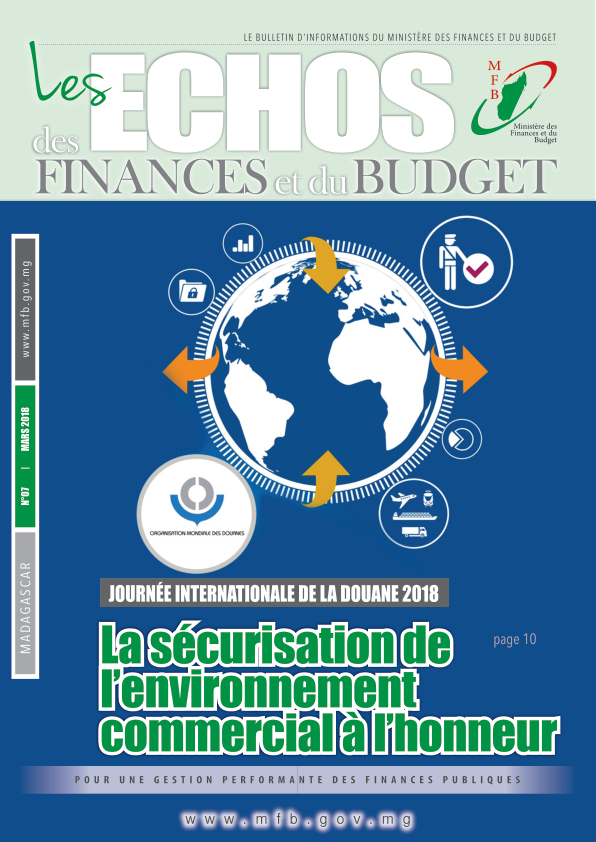 LE BULLETIN D'INFORMATIONS DU MINISTÈRE DES FINANCES ET DU BUDGET
Les ECHOS
des
FINANCES et du BUDGET
M
F
B
Ministère des
Finances et du
Budget
www.mfb.gov.mg
N°07 | MARS 2018
MADAGASCAR
ORGANISATION MONDIALE DES DOUANES
JOURNÉE INTERNATIONALE DE LA DOUANE 2018
La sécurisation de
l'environnement
commercial à l'honneur
page 10
POUR UNE GESTION PERFORMANTE DES FINANCES PUBLIQUES
www.mfb.gov.mg